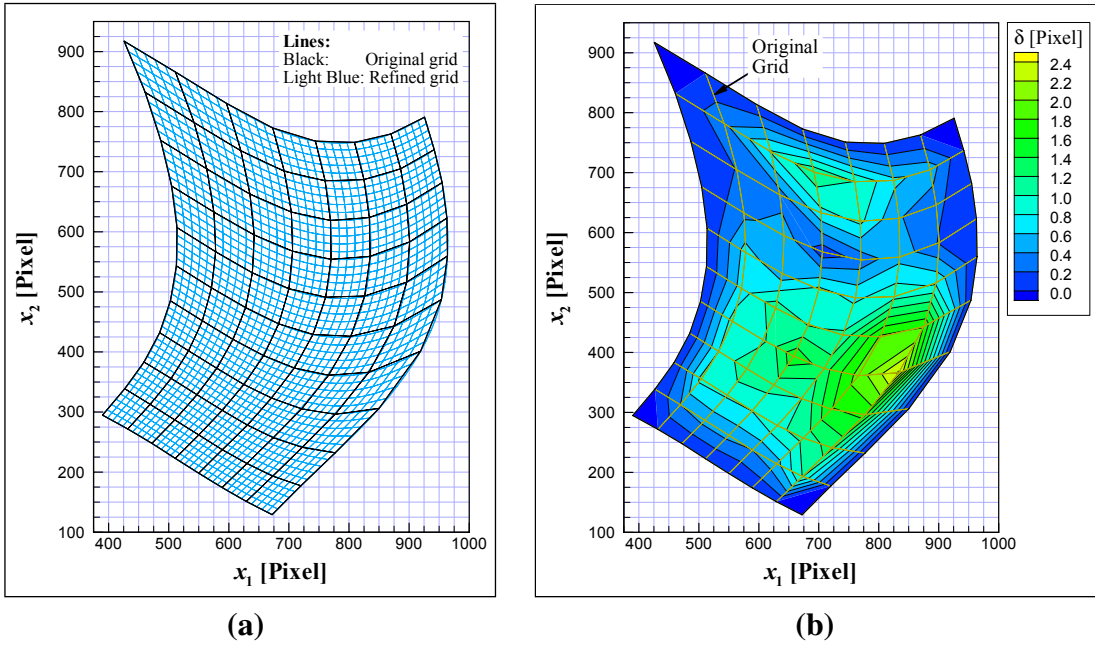 Lines:
Black: Original grid
Light Blue: Refined grid
900
800
700
600
500
400
300
200
100
x₂ [Pixel]
400 500 600 700 800 900 1000
x₁ [Pixel]
(a)
Original
Grid
900
800
700
600
500
400
300
200
100
x₂ [Pixel]
400 500 600 700 800 900 1000
x₁ [Pixel]
δ [Pixel]
2.4
2.2
2.0
1.8
1.6
1.4
1.2
1.0
0.8
0.6
0.4
0.2
0.0
(b)